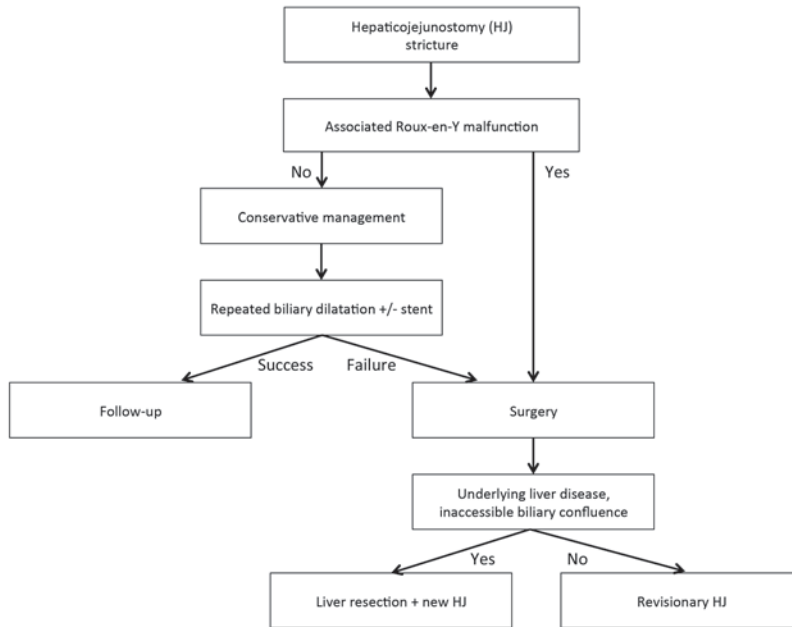 Hepaticojejunostomy (HJ)
stricture
Associated Roux-en-Y malfunction
No
Yes
Conservative management
Repeated biliary dilatation +/- stent
Success
Failure
Follow-up
Surgery
Underlying liver disease,
inaccessible biliary confluence
Yes
No
Liver resection + new HJ
Revisionary HJ